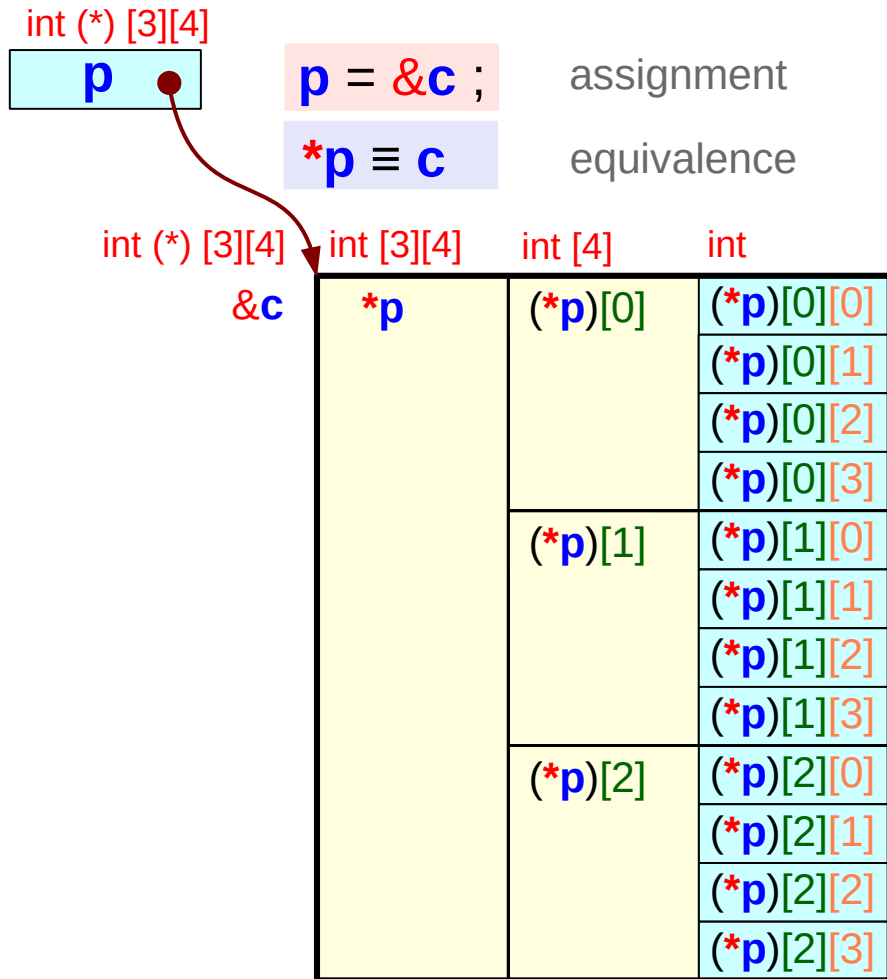 int (*) [3][4]
p
p = &c ; assignment
*p ≡ c equivalence
int (*) [3][4] int [3][4] int [4] int
&c *p (*p)[0] (*p)[0][0]
(*p)[0][1]
(*p)[0][2]
(*p)[0][3]
(*p)[1] (*p)[1][0]
(*p)[1][1]
(*p)[1][2]
(*p)[1][3]
(*p)[2] (*p)[2][0]
(*p)[2][1]
(*p)[2][2]
(*p)[2][3]